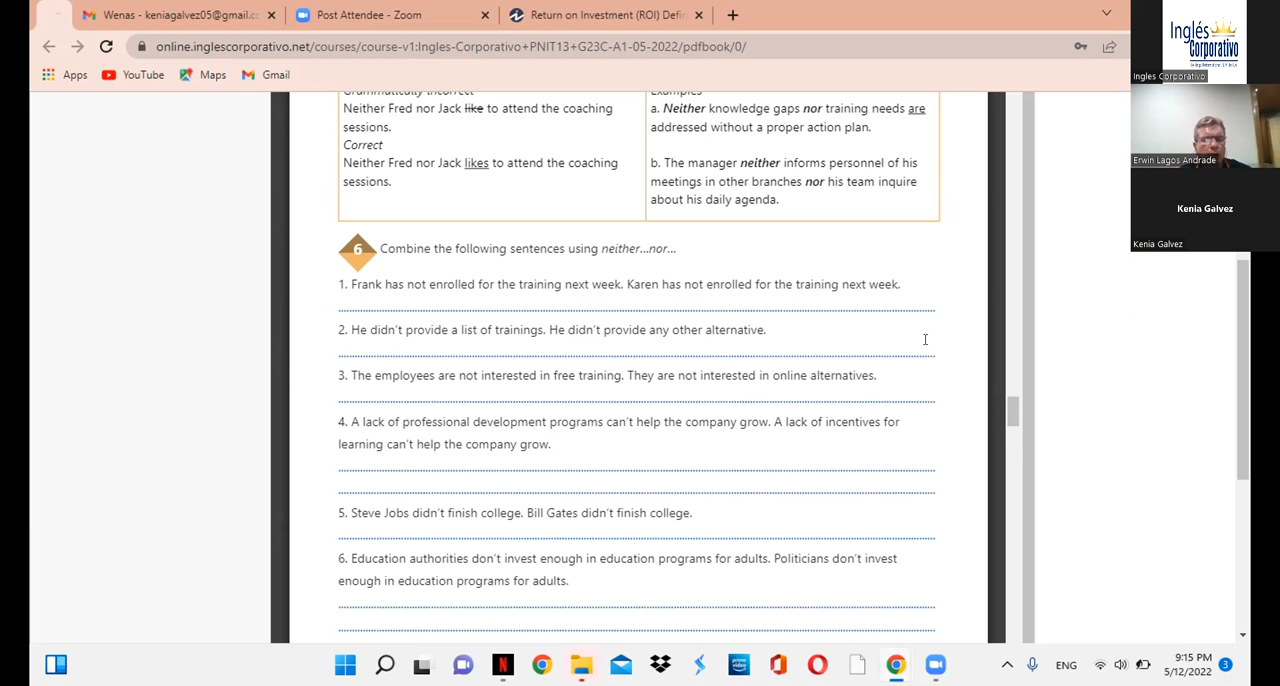 Wenas - keniagalvez05@gmail.cc
Post Attendee - Zoom
Return on Investment (ROI) Defin
online.inglescorporativo.net/courses/course-v1:Ingles-Corporativo+PNIT13+G23C-A1-05-2022/pdfbook/0/
Apps
YouTube
Maps
Gmail
Inglés
Corporativo
Ingles Corporativo
Erwin Lagos Andrade
Kenia Galvez
Kenia Galvez
Grammatically Incorrect
Neither Fred nor Jack like to attend the coaching
sessions.
Correct
Neither Fred nor Jack likes to attend the coaching
sessions.
Examples
a. Neither knowledge gaps nor training needs are
addressed without a proper action plan.
b. The manager neither informs personnel of his
meetings in other branches nor his team inquire
about his daily agenda.
6 Combine the following sentences using neither...nor...
1. Frank has not enrolled for the training next week. Karen has not enrolled for the training next week.
2. He didn't provide a list of trainings. He didn't provide any other alternative.
3. The employees are not interested in free training. They are not interested in online alternatives.
4. A lack of professional development programs can't help the company grow. A lack of incentives for
learning can't help the company grow.
5. Steve Jobs didn't finish college. Bill Gates didn't finish college.
6. Education authorities don't invest enough in education programs for adults. Politicians don't invest
enough in education programs for adults.
prime video
ENG
9:15 PM
5/12/2022
3